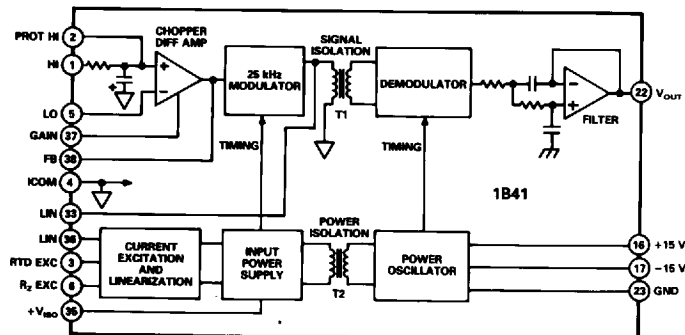 CHOPPER
DIFF AMP
PROT HI
2
HI
1
+
−
+
LO
5
GAIN
37
FB
38
ICOM
4
LIN
33
LIN
36
RTD EXC
3
RZ EXC
6
+VISO
35
25 kHz
MODULATOR
TIMING
SIGNAL
ISOLATION
T1
DEMODULATOR
TIMING
−
+
FILTER
22
VOUT
1B41
CURRENT
EXCITATION
AND
LINEARIZATION
INPUT
POWER
SUPPLY
POWER
ISOLATION
T2
POWER
OSCILLATOR
16
+15 V
17
−15 V
23
GND